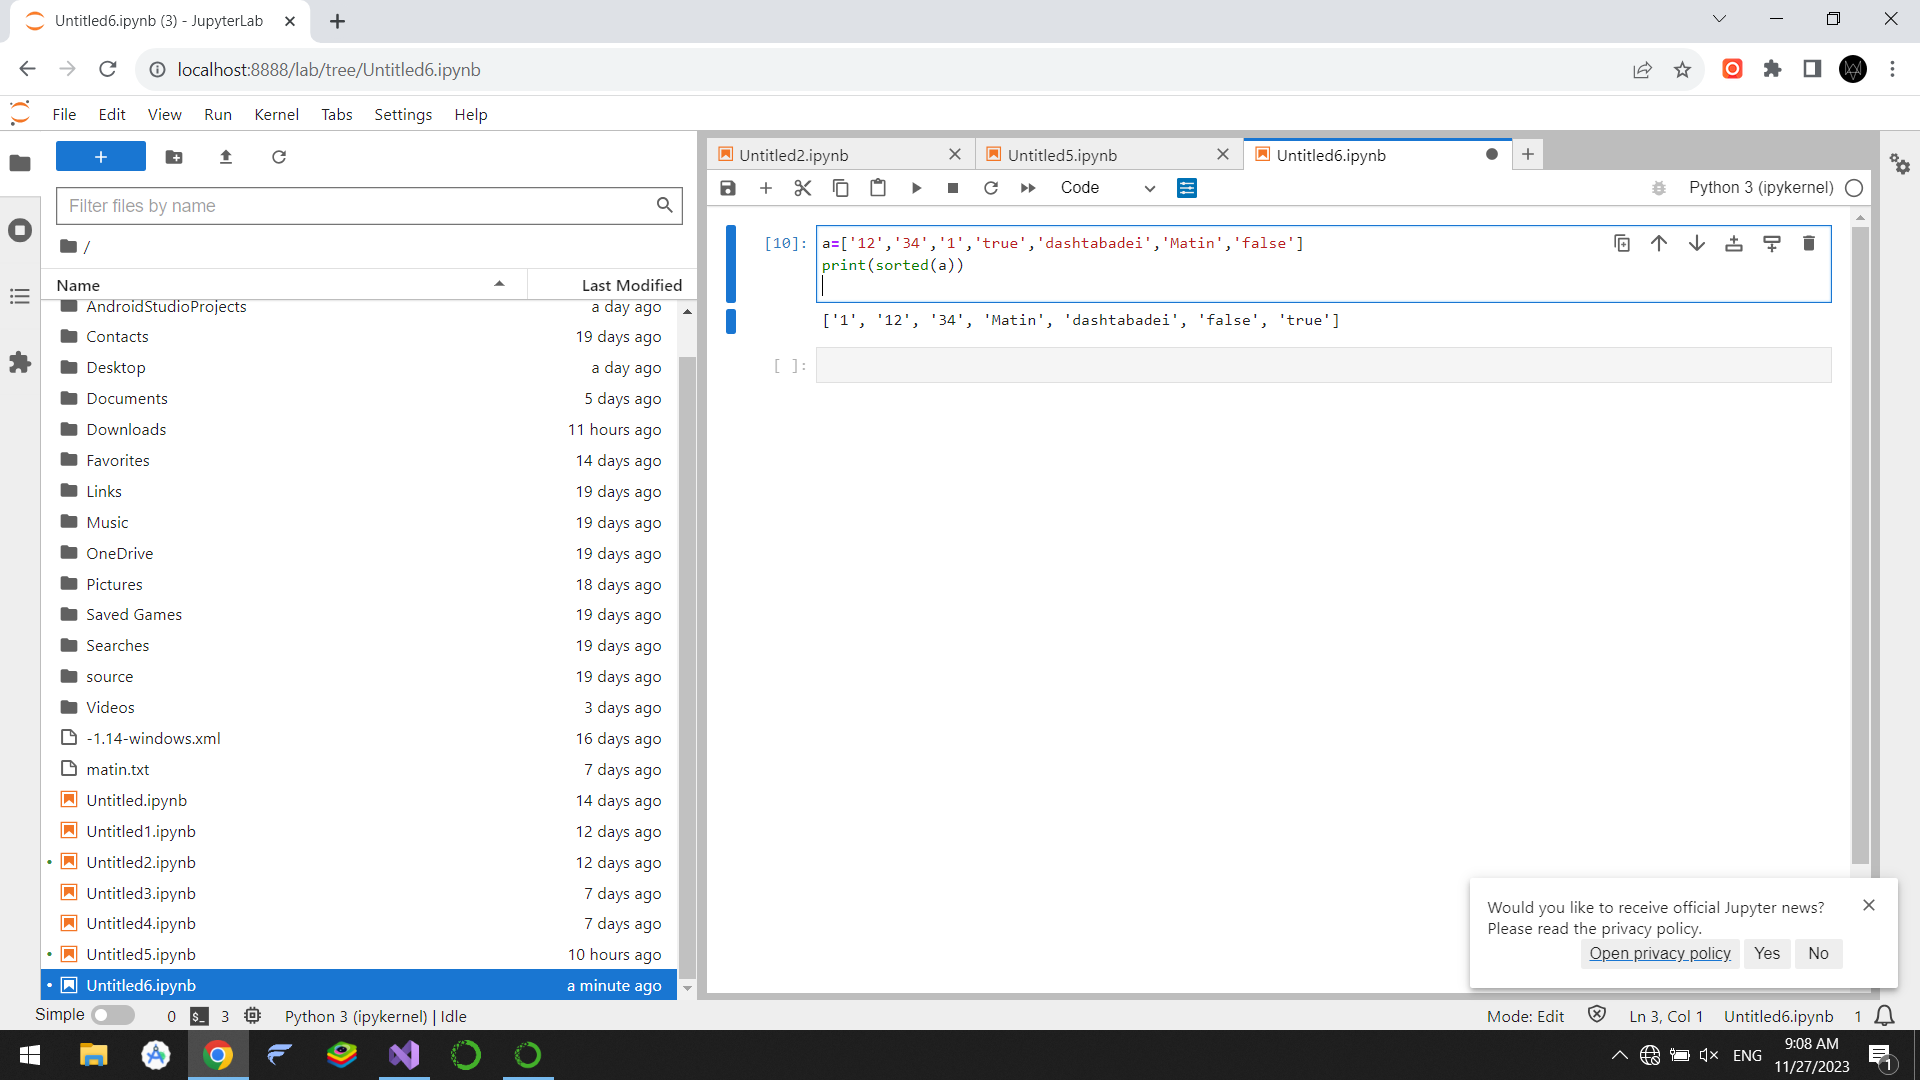 Untitled6.ipynb (3) - JupyterLab
localhost:8888/lab/tree/Untitled6.ipynb
File Edit View Run Kernel Tabs Settings Help
Filter files by name
/
Name Last Modified
AndroidStudioProjects a day ago
Contacts 19 days ago
Desktop a day ago
Documents 5 days ago
Downloads 11 hours ago
Favorites 14 days ago
Links 19 days ago
Music 19 days ago
OneDrive 19 days ago
Pictures 18 days ago
Saved Games 19 days ago
Searches 19 days ago
source 19 days ago
Videos 3 days ago
-1.14-windows.xml 16 days ago
matin.txt 7 days ago
Untitled.ipynb 14 days ago
Untitled1.ipynb 12 days ago
Untitled2.ipynb 12 days ago
Untitled3.ipynb 7 days ago
Untitled4.ipynb 7 days ago
Untitled5.ipynb 10 hours ago
Untitled6.ipynb a minute ago
Untitled2.ipynb Untitled5.ipynb Untitled6.ipynb
Code Python 3 (ipykernel)
[10]: a=['12','34','1','true','dashtabadei','Matin','false']
print(sorted(a))
['1', '12', '34', 'Matin', 'dashtabadei', 'false', 'true']
[ ]:
Would you like to receive official Jupyter news?
Please read the privacy policy.
Open privacy policy Yes No
Simple 0 $_ 3 Python 3 (ipykernel) | Idle Mode: Edit Ln 3, Col 1 Untitled6.ipynb 1
ENG 9:08 AM
11/27/2023 1